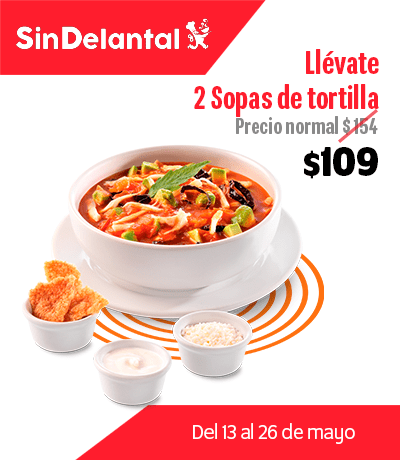 SinDelantal
Llévate
2 Sopas de tortilla
Precio normal $154
$109
Del 13 al 26 de mayo